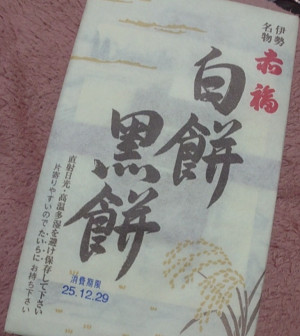 伊勢
名物
赤福
白餅
黒餅
直射日光・高温多湿を避け保存して下さい
片寄りやすいのでたいらにお持ち下さい
消費期限
25.12.29